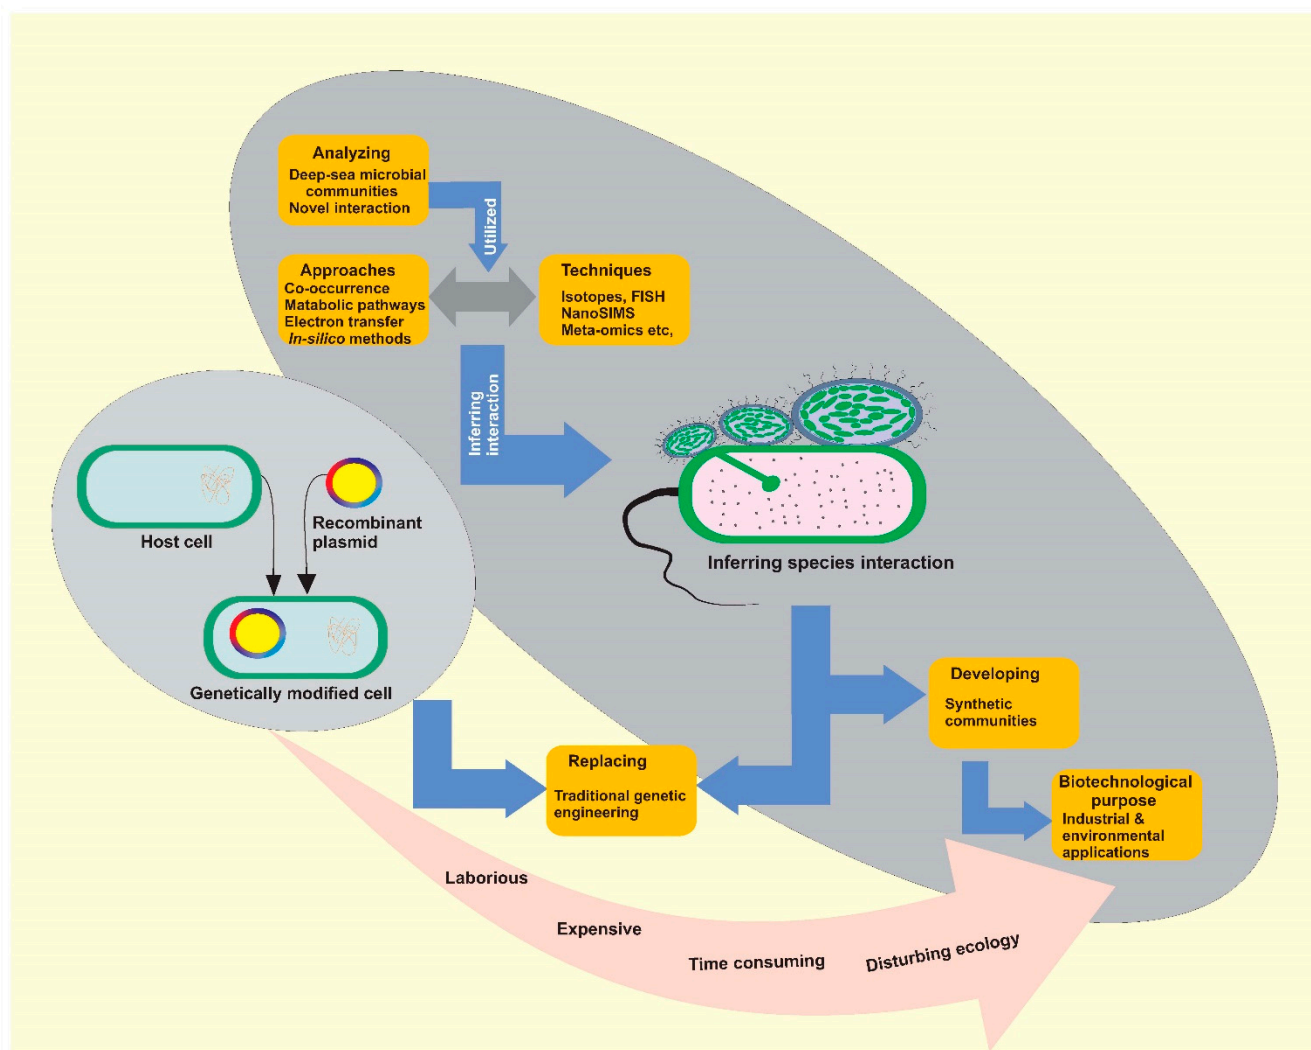 Analyzing
Deep-sea microbial
communities
Novel interaction
Utilized
Approaches
Co-occurrence
Matabolic pathways
Electron transfer
In-silico methods
Techniques
Isotopes, FISH
NanoSIMS
Meta-omics etc,
Inferring
interaction
Inferring species interaction
Host cell
Recombinant
plasmid
Genetically modified cell
Developing
Synthetic
communities
Replacing
Traditional genetic
engineering
Biotechnological
purpose
Industrial &
environmental
applications
Laborious
Expensive
Time consuming
Disturbing ecology